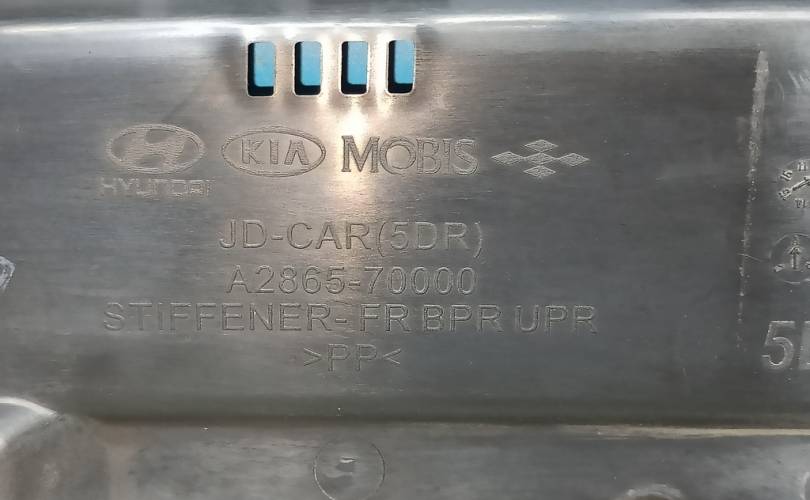 HYUNDAI KIA MOBIS
JD-CAR(5DR)
A2865-70000
STIFFENER- FR BPR UPR
>PP<